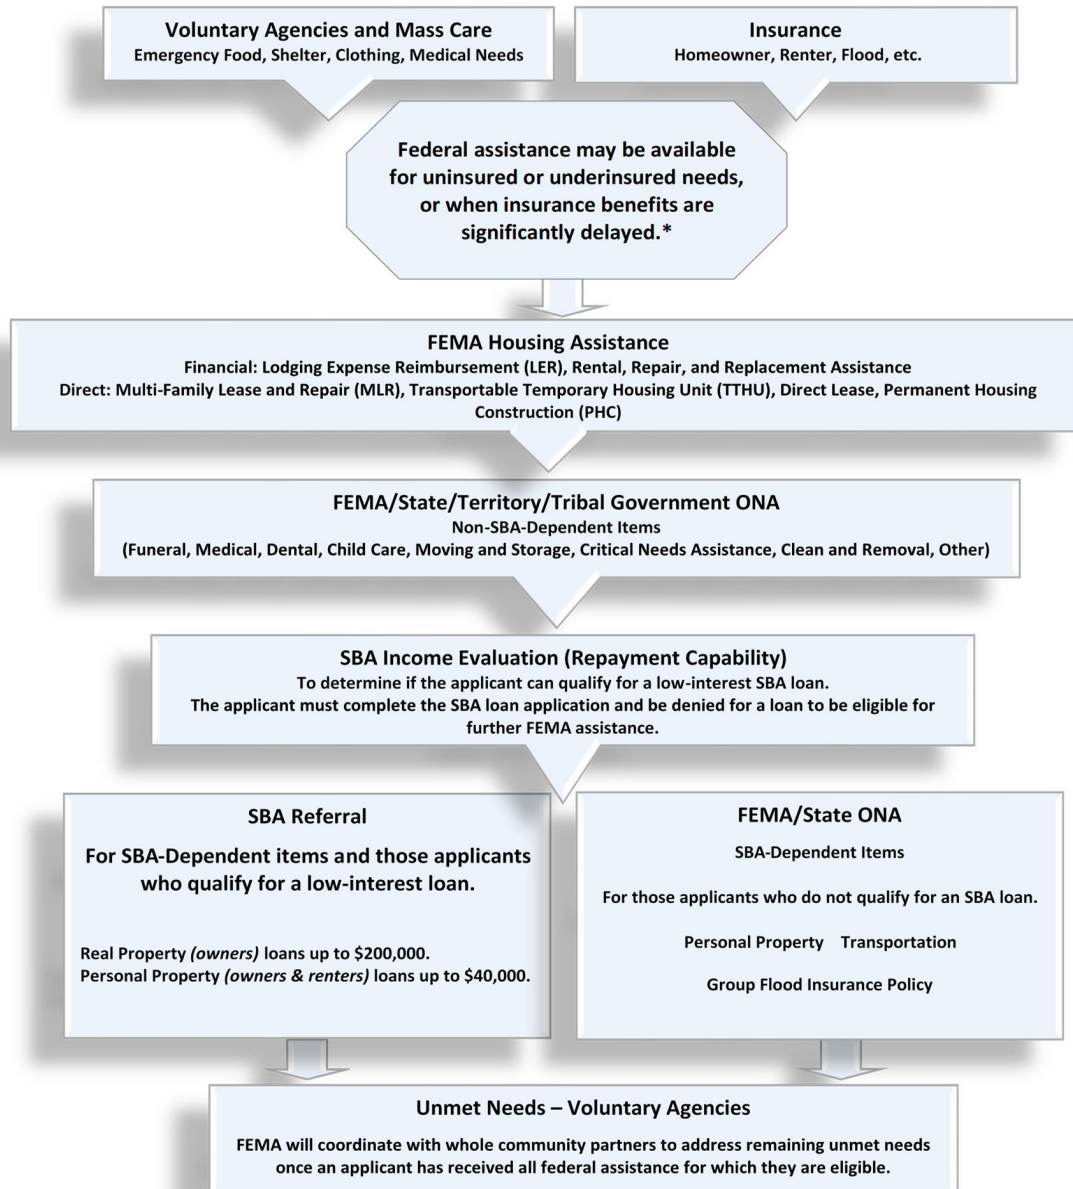 Voluntary Agencies and Mass Care
Emergency Food, Shelter, Clothing, Medical Needs
Insurance
Homeowner, Renter, Flood, etc.
Federal assistance may be available
for uninsured or underinsured needs,
or when insurance benefits are
significantly delayed.*
FEMA Housing Assistance
Financial: Lodging Expense Reimbursement (LER), Rental, Repair, and Replacement Assistance
Direct: Multi-Family Lease and Repair (MLR), Transportable Temporary Housing Unit (TTHU), Direct Lease, Permanent Housing
Construction (PHC)
FEMA/State/Territory/Tribal Government ONA
Non-SBA-Dependent Items
(Funeral, Medical, Dental, Child Care, Moving and Storage, Critical Needs Assistance, Clean and Removal, Other)
SBA Income Evaluation (Repayment Capability)
To determine if the applicant can qualify for a low-interest SBA loan.
The applicant must complete the SBA loan application and be denied for a loan to be eligible for
further FEMA assistance.
SBA Referral
For SBA-Dependent items and those applicants
who qualify for a low-interest loan.
Real Property (owners) loans up to $200,000.
Personal Property (owners & renters) loans up to $40,000.
FEMA/State ONA
SBA-Dependent Items
For those applicants who do not qualify for an SBA loan.
Personal Property Transportation
Group Flood Insurance Policy
Unmet Needs – Voluntary Agencies
FEMA will coordinate with whole community partners to address remaining unmet needs
once an applicant has received all federal assistance for which they are eligible.